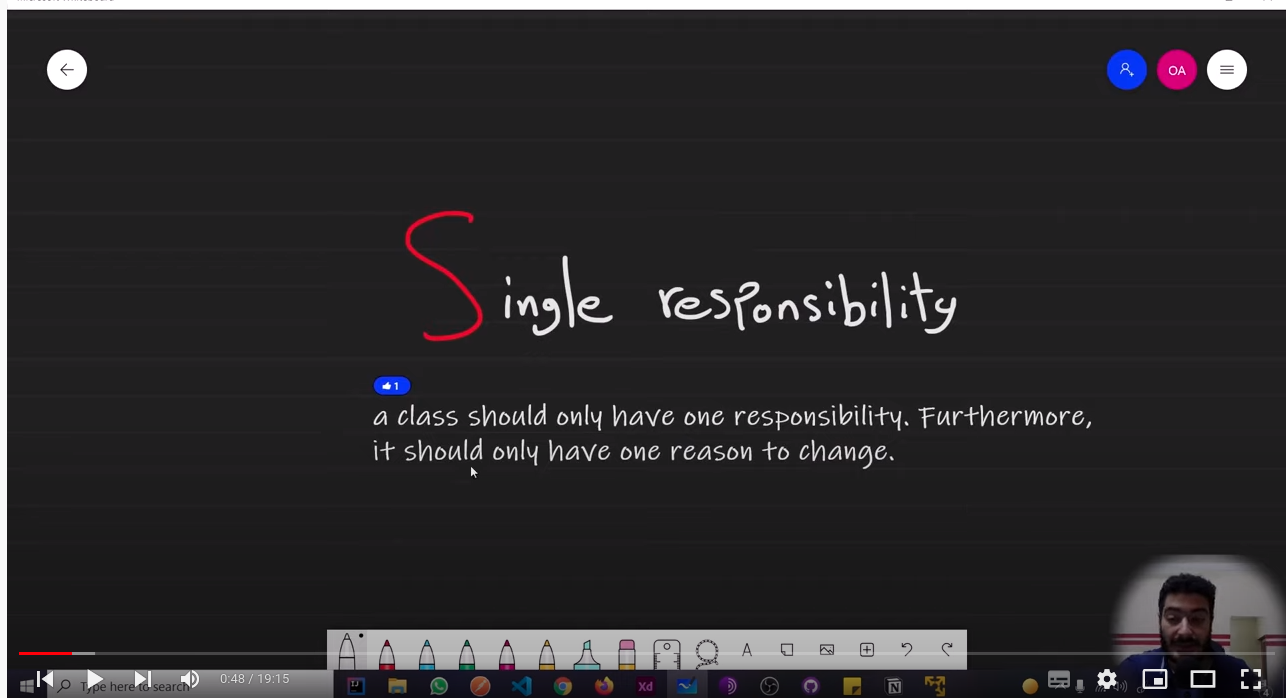 OA
Single responsibility
1
a class should only have one responsibility. Furthermore,
it should only have one reason to change.
A
Type here to search
Xd
N
0:48 / 19:15